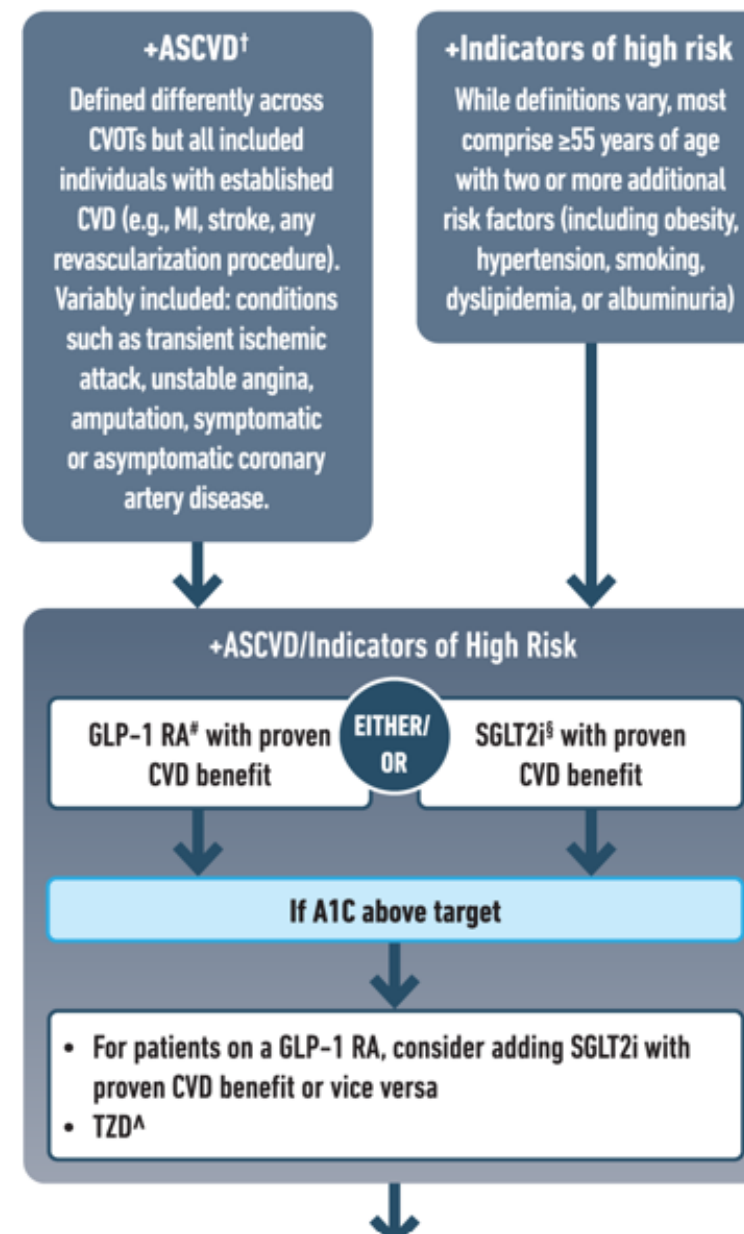 +ASCVD†
Defined differently across
CVOTs but all included
individuals with established
CVD (e.g., MI, stroke, any
revascularization procedure).
Variably included: conditions
such as transient ischemic
attack, unstable angina,
amputation, symptomatic
or asymptomatic coronary
artery disease.
+Indicators of high risk
While definitions vary, most
comprise ≥55 years of age
with two or more additional
risk factors (including obesity,
hypertension, smoking,
dyslipidemia, or albuminuria)
+ASCVD/Indicators of High Risk
GLP-1 RA# with proven
CVD benefit
EITHER/
OR
SGLT2i§ with proven
CVD benefit
If A1C above target
• For patients on a GLP-1 RA, consider adding SGLT2i with
proven CVD benefit or vice versa
• TZD^